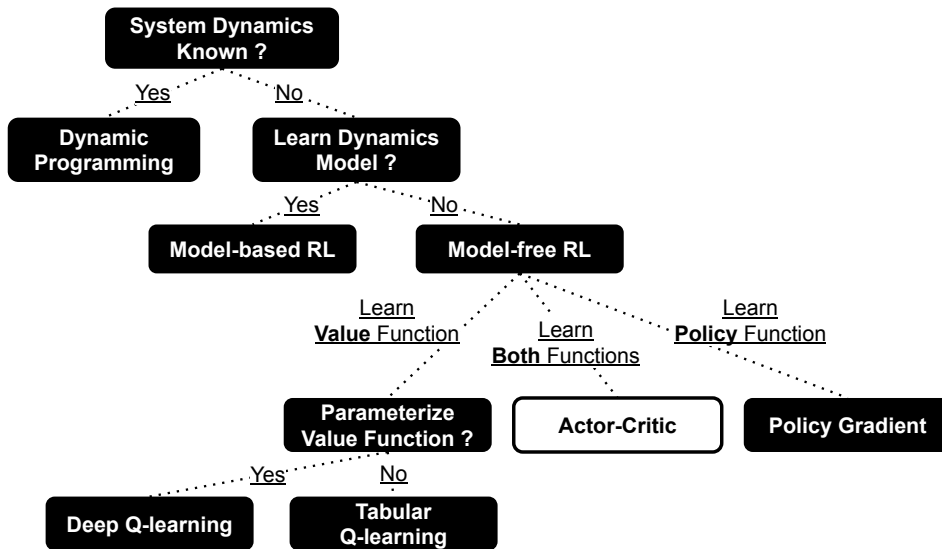 System Dynamics
Known ?
Yes
No
Dynamic
Programming
Learn Dynamics
Model ?
Yes
No
Model-based RL
Model-free RL
Learn
Value Function
Learn
Both Functions
Learn
Policy Function
Parameterize
Value Function ?
Actor-Critic
Policy Gradient
Yes
No
Deep Q-learning
Tabular
Q-learning